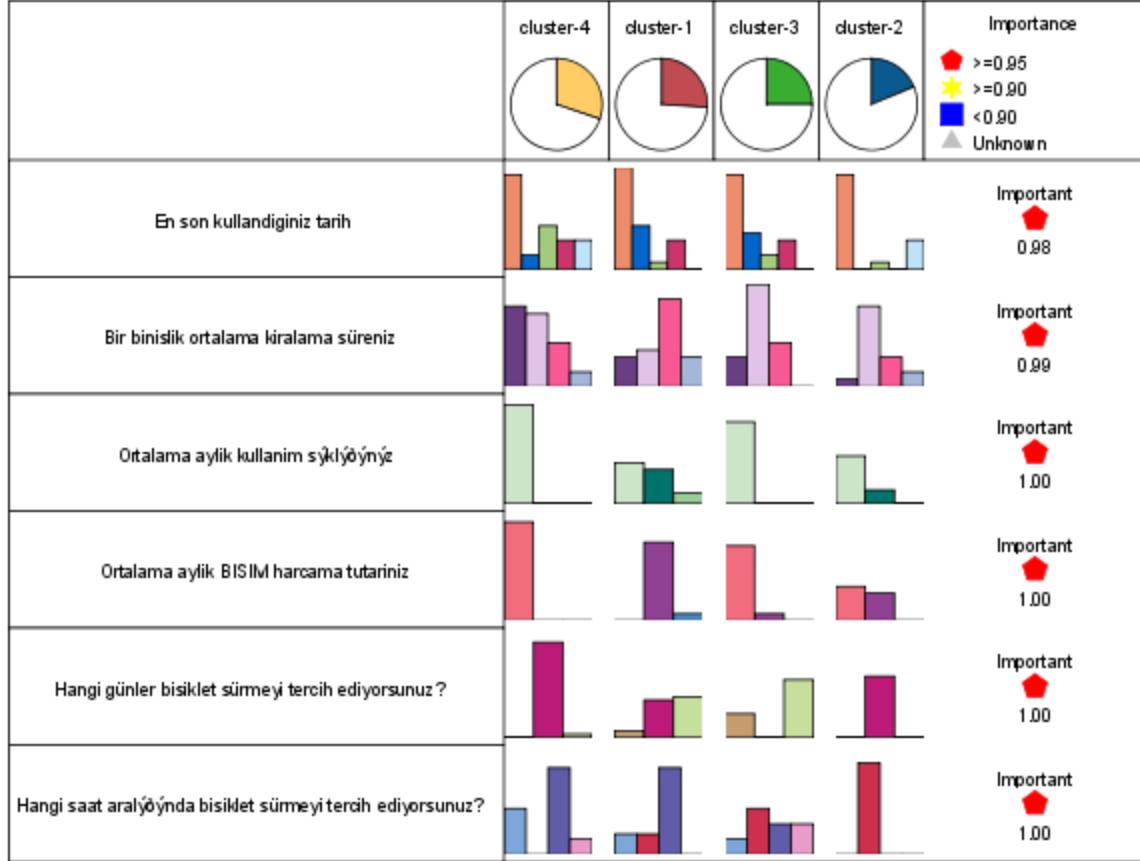 cluster-4 cluster-1 cluster-3 cluster-2 Importance
>=0.95
>=0.90
<0.90
Unknown
En son kullandiginiz tarih
Important
0.98
Bir binislik ortalama kiralama süreniz
Important
0.99
Ortalama aylik kullanim sýklýðýnýz
Important
1.00
Ortalama aylik BISIM harcama tutariniz
Important
1.00
Hangi günler bisiklet sürmeyi tercih ediyorsunuz?
Important
1.00
Hangi saat aralýðýnda bisiklet sürmeyi tercih ediyorsunuz?
Important
1.00